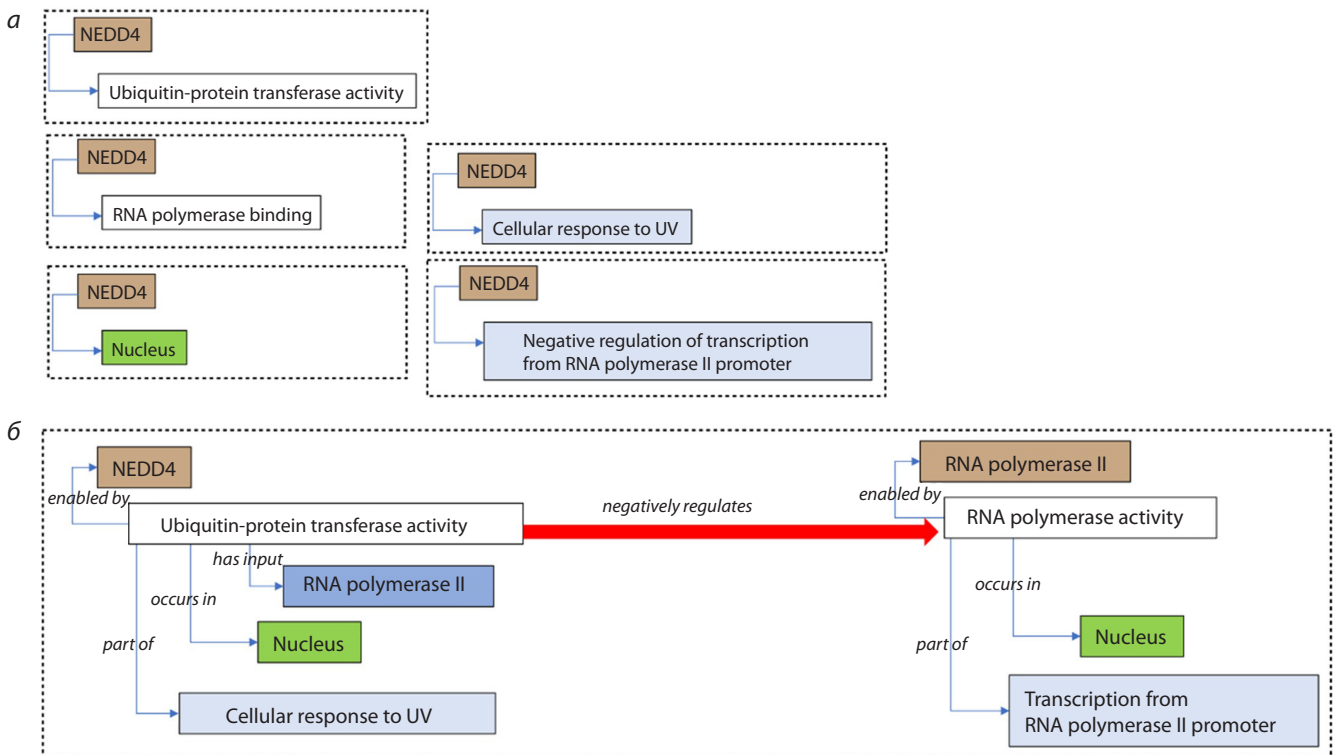 а
NEDD4
Ubiquitin-protein transferase activity
NEDD4
RNA polymerase binding
NEDD4
Cellular response to UV
NEDD4
Nucleus
NEDD4
Negative regulation of transcription
from RNA polymerase II promoter
б
NEDD4
enabled by
Ubiquitin-protein transferase activity
has input
RNA polymerase II
occurs in
Nucleus
part of
Cellular response to UV
negatively regulates
RNA polymerase II
enabled by
RNA polymerase activity
occurs in
Nucleus
part of
Transcription from
RNA polymerase II promoter